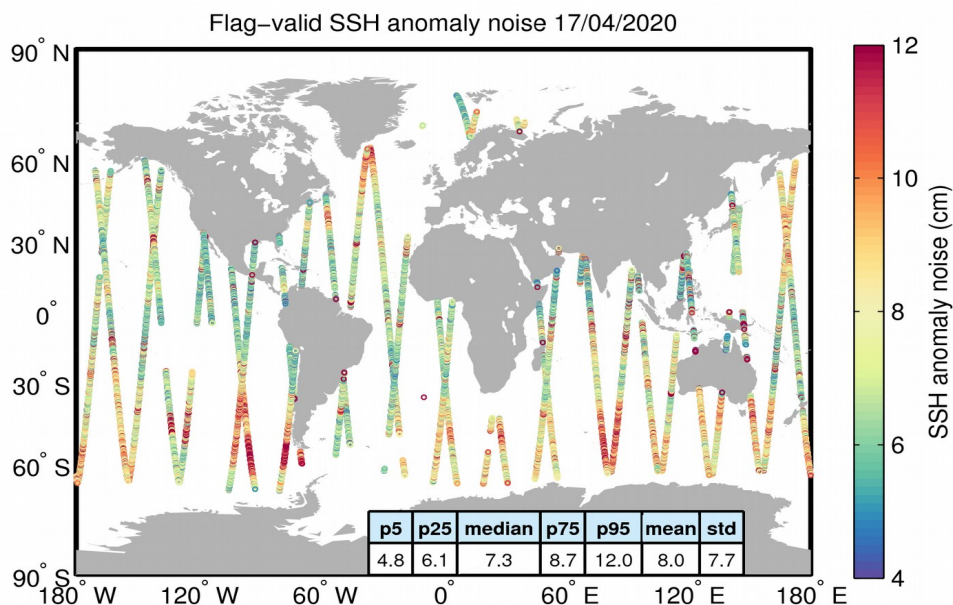 Flag−valid SSH anomaly noise 17/04/2020
90° N
60° N
30° N
0°
30° S
60° S
90° S
180° W
120° W
60° W
0°
60° E
120° E
180° E
12
10
8
6
4
SSH anomaly noise (cm)
p5 p25 median p75 p95 mean std
4.8 6.1 7.3 8.7 12.0 8.0 7.7